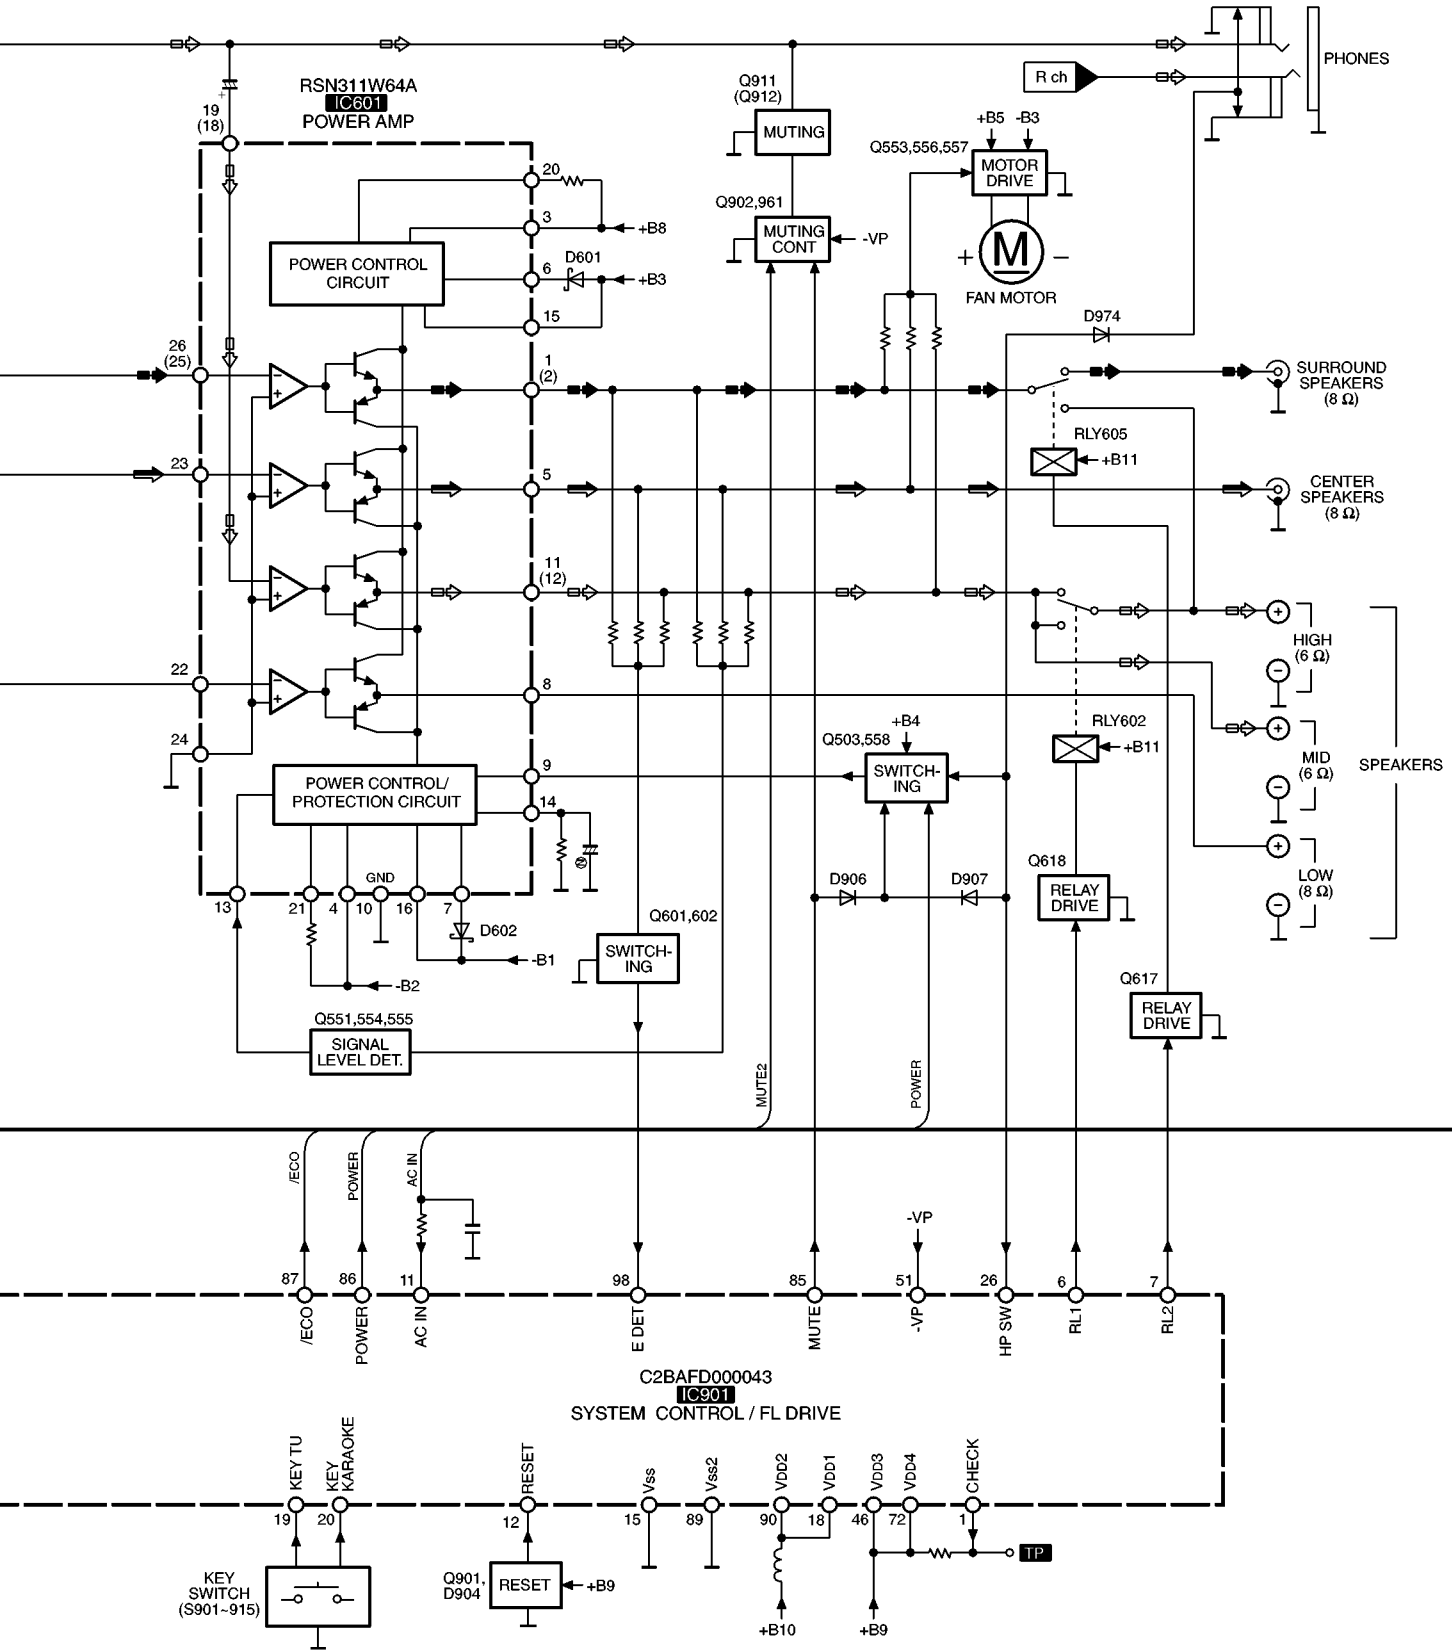 PHONES
R ch
RSN311W64A
IC601
POWER AMP
+
19
(18)
Q911
(Q912)
MUTING
+B5 -B3
Q553,556,557
MOTOR
DRIVE
20
3
+B8
Q902,961
MUTING
CONT
-VP
+ M −
FAN MOTOR
POWER CONTROL
CIRCUIT
6
D601
+B3
15
D974
26
(25)
− +
1
(2)
SURROUND
SPEAKERS
(8 Ω)
RLY605
+B11
23
− +
5
CENTER
SPEAKERS
(8 Ω)
11
(12)
− +
+
HIGH
(6 Ω)
−
22
− +
8
RLY602
+B11
+
MID
(6 Ω)
−
SPEAKERS
24
+B4
Q503,558
SWITCH-
ING
POWER CONTROL/
PROTECTION CIRCUIT
9
14
N
+
LOW
(8 Ω)
−
Q618
RELAY
DRIVE
D906
D907
GND
13
21
4
10
16
7
D602
-B1
-B2
Q601,602
SWITCH-
ING
Q617
RELAY
DRIVE
Q551,554,555
SIGNAL
LEVEL DET.
MUTE2
POWER
/ECO
POWER
AC IN
-VP
87
86
11
98
85
51
26
6
7
/ECO
POWER
AC IN
E DET
MUTE
-VP
HP SW
RL1
RL2
C2BAFD000043
IC901
SYSTEM CONTROL / FL DRIVE
KEY TU
KEY
KARAOKE
RESET
Vss
Vss2
VDD2
VDD1
VDD3
VDD4
CHECK
19
20
12
15
89
90
18
46
72
1
TP
KEY
SWITCH
(S901~915)
Q901,
D904
RESET
+B9
+B10
+B9